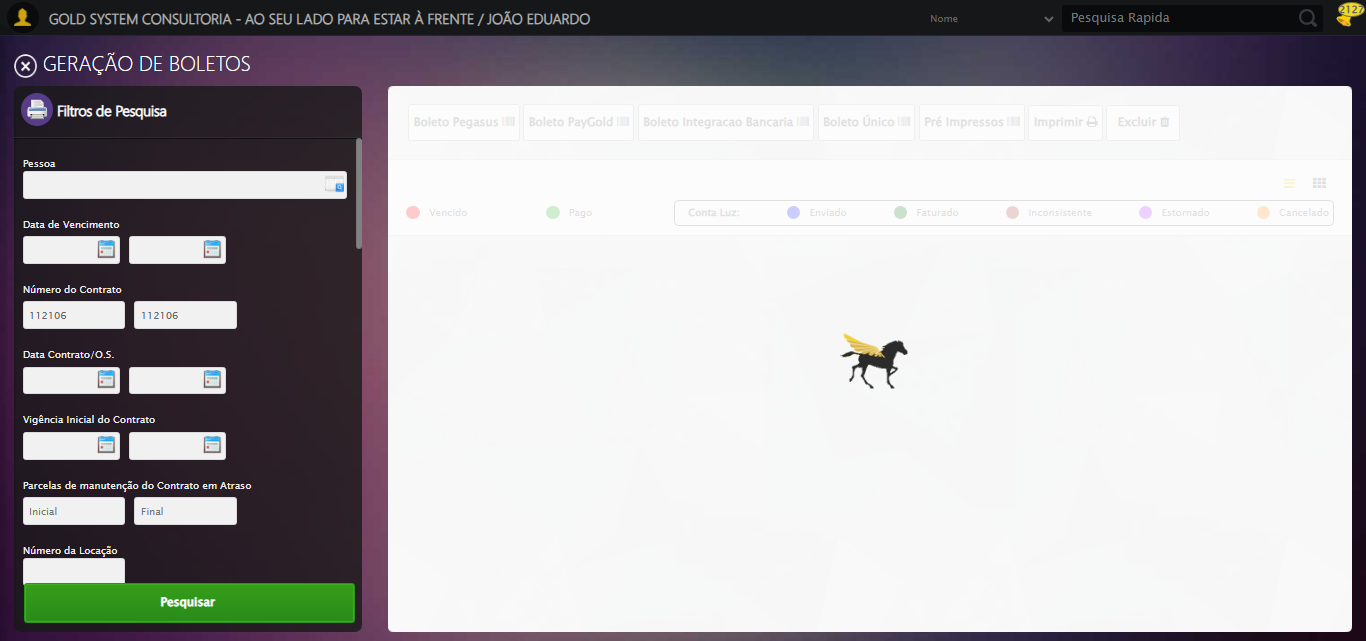 GOLD SYSTEM CONSULTORIA - AO SEU LADO PARA ESTAR À FRENTE / JOÃO EDUARDO
Nome
Pesquisa Rapida
2127
GERAÇÃO DE BOLETOS
Filtros de Pesquisa
Pessoa
Data de Vencimento
Número do Contrato
112106 112106
Data Contrato/O.S.
Vigência Inicial do Contrato
Parcelas de manutenção do Contrato em Atraso
Inicial Final
Número da Locação
Pesquisar
Boleto Pegasus Boleto PayGold Boleto Integracao Bancaria Boleto Único Pré Impressos Imprimir Excluir
Vencido Pago Conta Luz: Enviado Faturado Inconsistente Estornado Cancelado